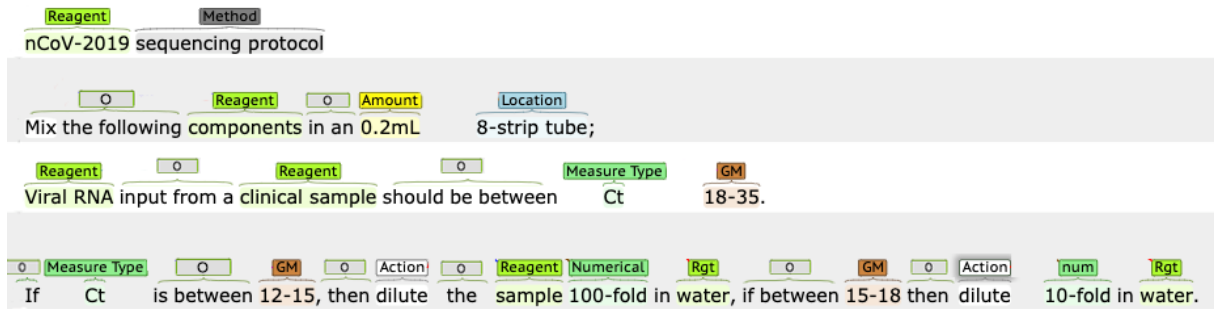 Reagent Method
nCoV-2019 sequencing protocol
O Reagent O Amount Location
Mix the following components in an 0.2mL 8-strip tube;
Reagent O Reagent O Measure Type GM
Viral RNA input from a clinical sample should be between Ct 18-35.
O Measure Type O GM O Action O Reagent Numerical Rgt O GM O Action num Rgt
If Ct is between 12-15, then dilute the sample 100-fold in water, if between 15-18 then dilute 10-fold in water.